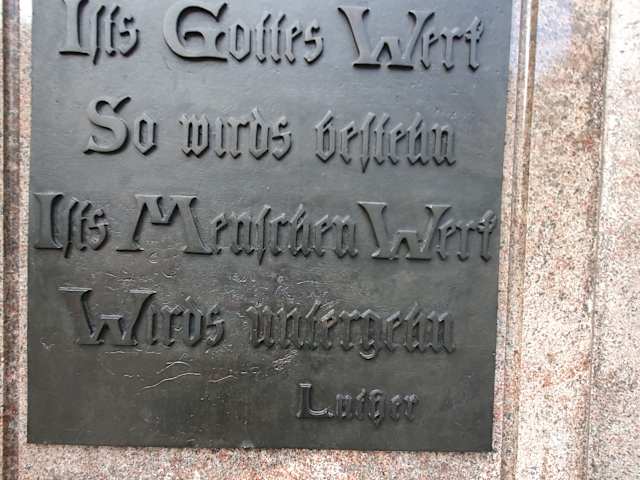 Ists Gottes Werk
So wirds bestehn
Ists Menschen Werk
Wirds untergehn
Luther